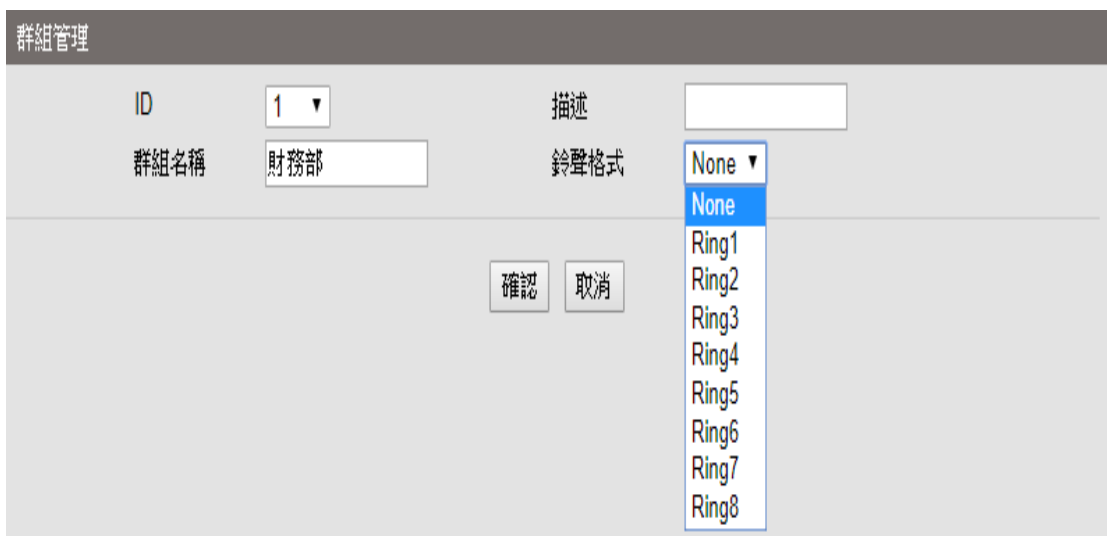 群組管理
ID 1 描述
群組名稱 財務部 鈴聲格式 None
None
Ring1
Ring2
Ring3
Ring4
Ring5
Ring6
Ring7
Ring8
確認 取消